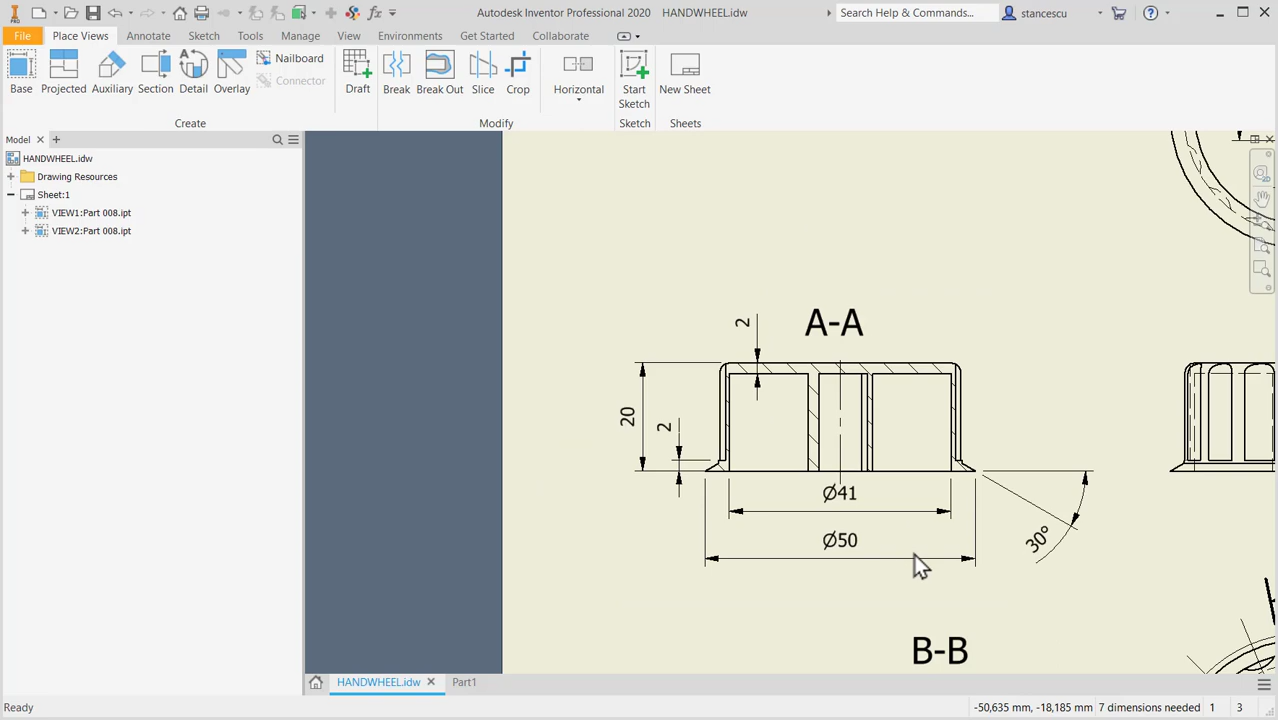 PRO
Autodesk Inventor Professional 2020 HANDWHEEL.idw
Search Help & Commands...
stancescu
File
Place Views
Annotate
Sketch
Tools
Manage
View
Environments
Get Started
Collaborate
Base
Projected
Auxiliary
Section
Detail
Overlay
Nailboard
Connector
Draft
Break
Break Out
Slice
Crop
Horizontal
Start
Sketch
New Sheet
Create
Modify
Sketch
Sheets
Model
HANDWHEEL.idw
Drawing Resources
Sheet:1
VIEW1:Part 008.ipt
VIEW2:Part 008.ipt
A-A
2
20
2
Ø41
Ø50
30°
B-B
HANDWHEEL.idw
Part1
Ready
-50,635 mm, -18,185 mm 7 dimensions needed 1 3